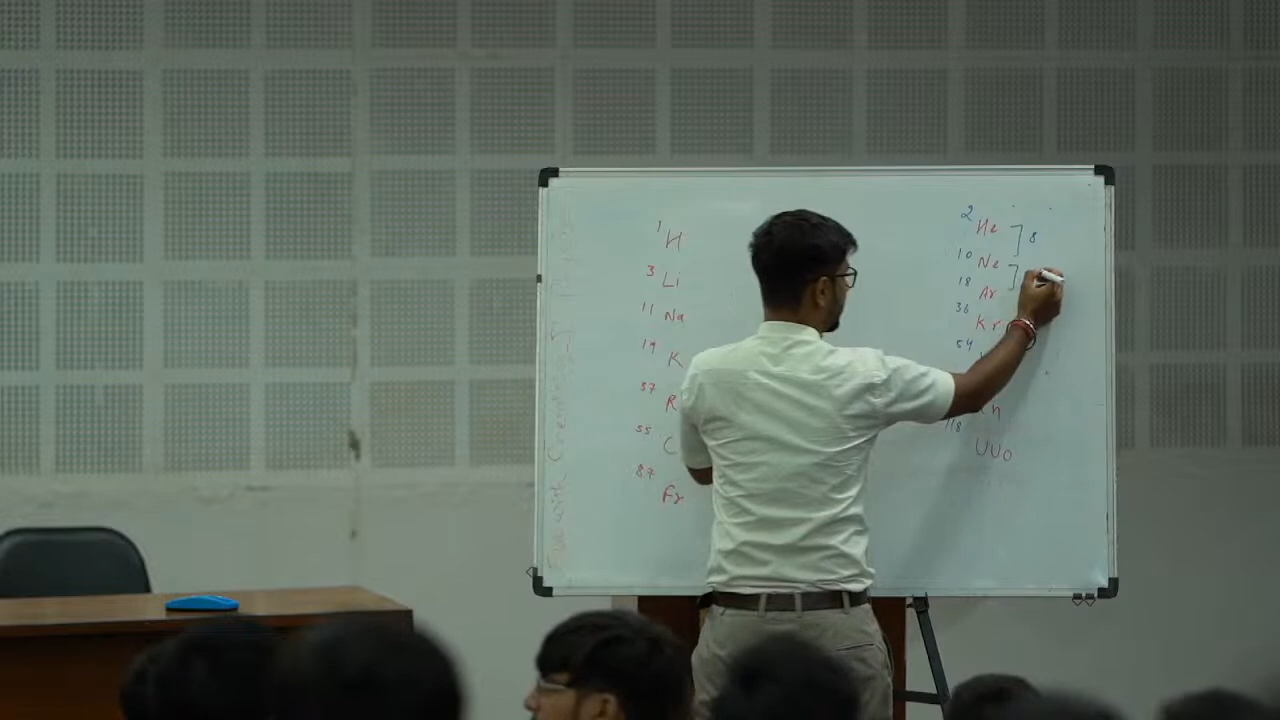 1 H
3 Li
11 Na
19 K
37 R
55 C
87 Fr
2 He
8
10 Ne
18 Ar
36 Kr
54
118
UUo